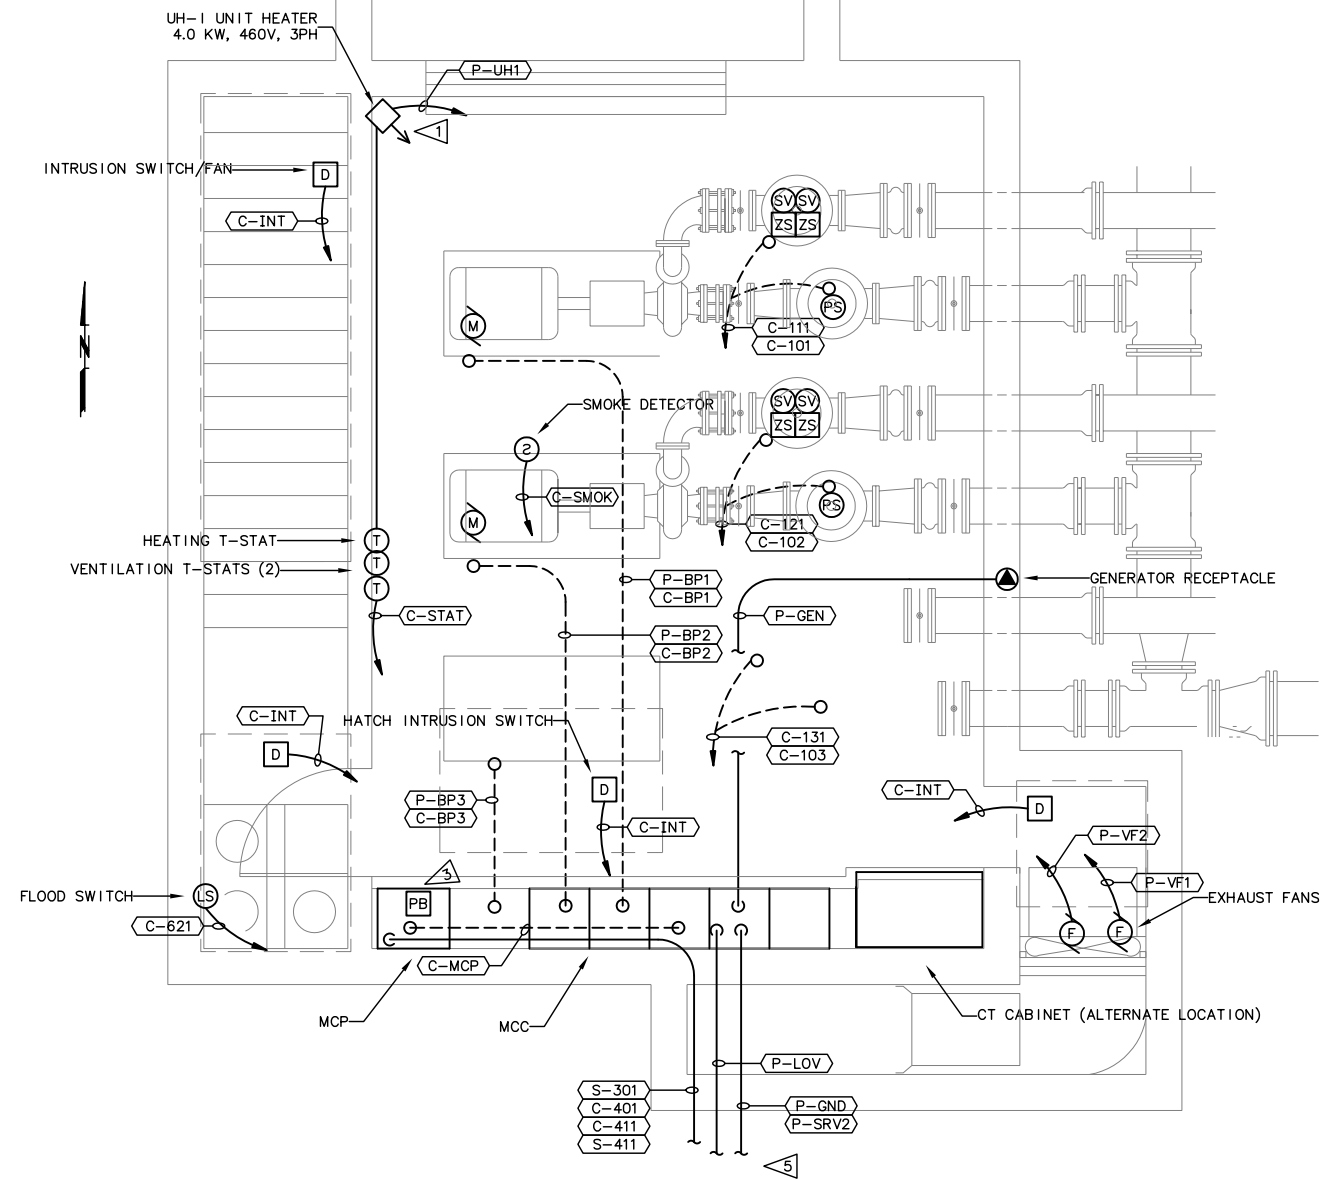 UH-1 UNIT HEATER
4.0 KW, 460V, 3PH
P-UH1
1
INTRUSION SWITCH/FAN
D
C-INT
SV SV
ZS ZS
N
M
PS
C-111
C-101
SMOKE DETECTOR
SV SV
ZS ZS
S
C-SMOK
M
PS
C-121
C-102
HEATING T-STAT
T
VENTILATION T-STATS (2)
T
T
P-BP1
C-BP1
GENERATOR RECEPTACLE
C-STAT
P-GEN
P-BP2
C-BP2
C-INT
HATCH INTRUSION SWITCH
C-131
C-103
D
D
P-BP3
C-BP3
C-INT
C-INT
D
P-VF2
3
P-VF1
FLOOD SWITCH
LS
PB
EXHAUST FANS
C-621
F
F
C-MCP
MCP
MCC
CT CABINET (ALTERNATE LOCATION)
P-LOV
S-301
C-401
C-411
S-411
P-GND
P-SRV2
5